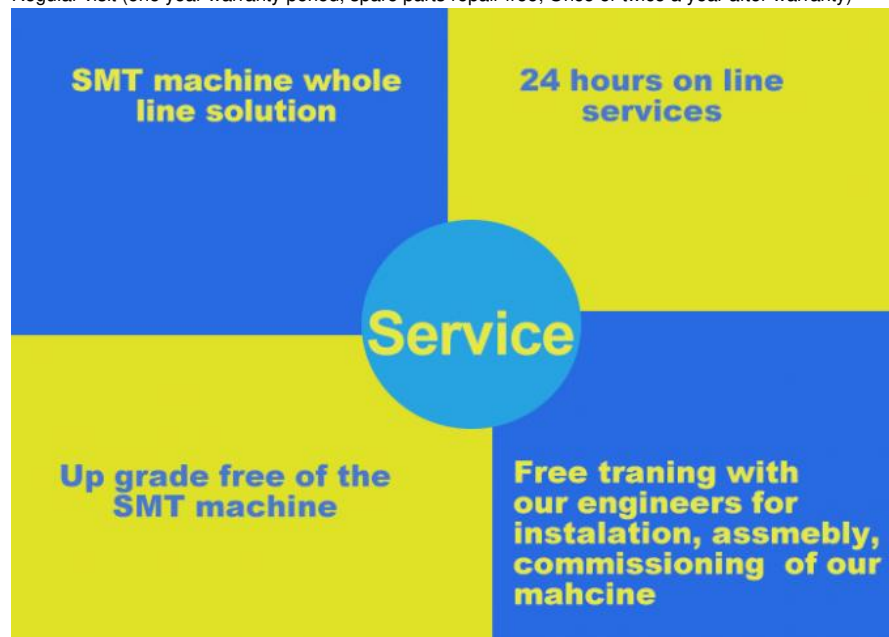 Regular visit (one year warranty period, spare parts repair free, Once or twice a year after warranty)
SMT machine whole
line solution
24 hours on line
services
Service
Up grade free of the
SMT machine
Free traning with
our engineers for
instalation, assmebly,
commissioning of our
mahcine